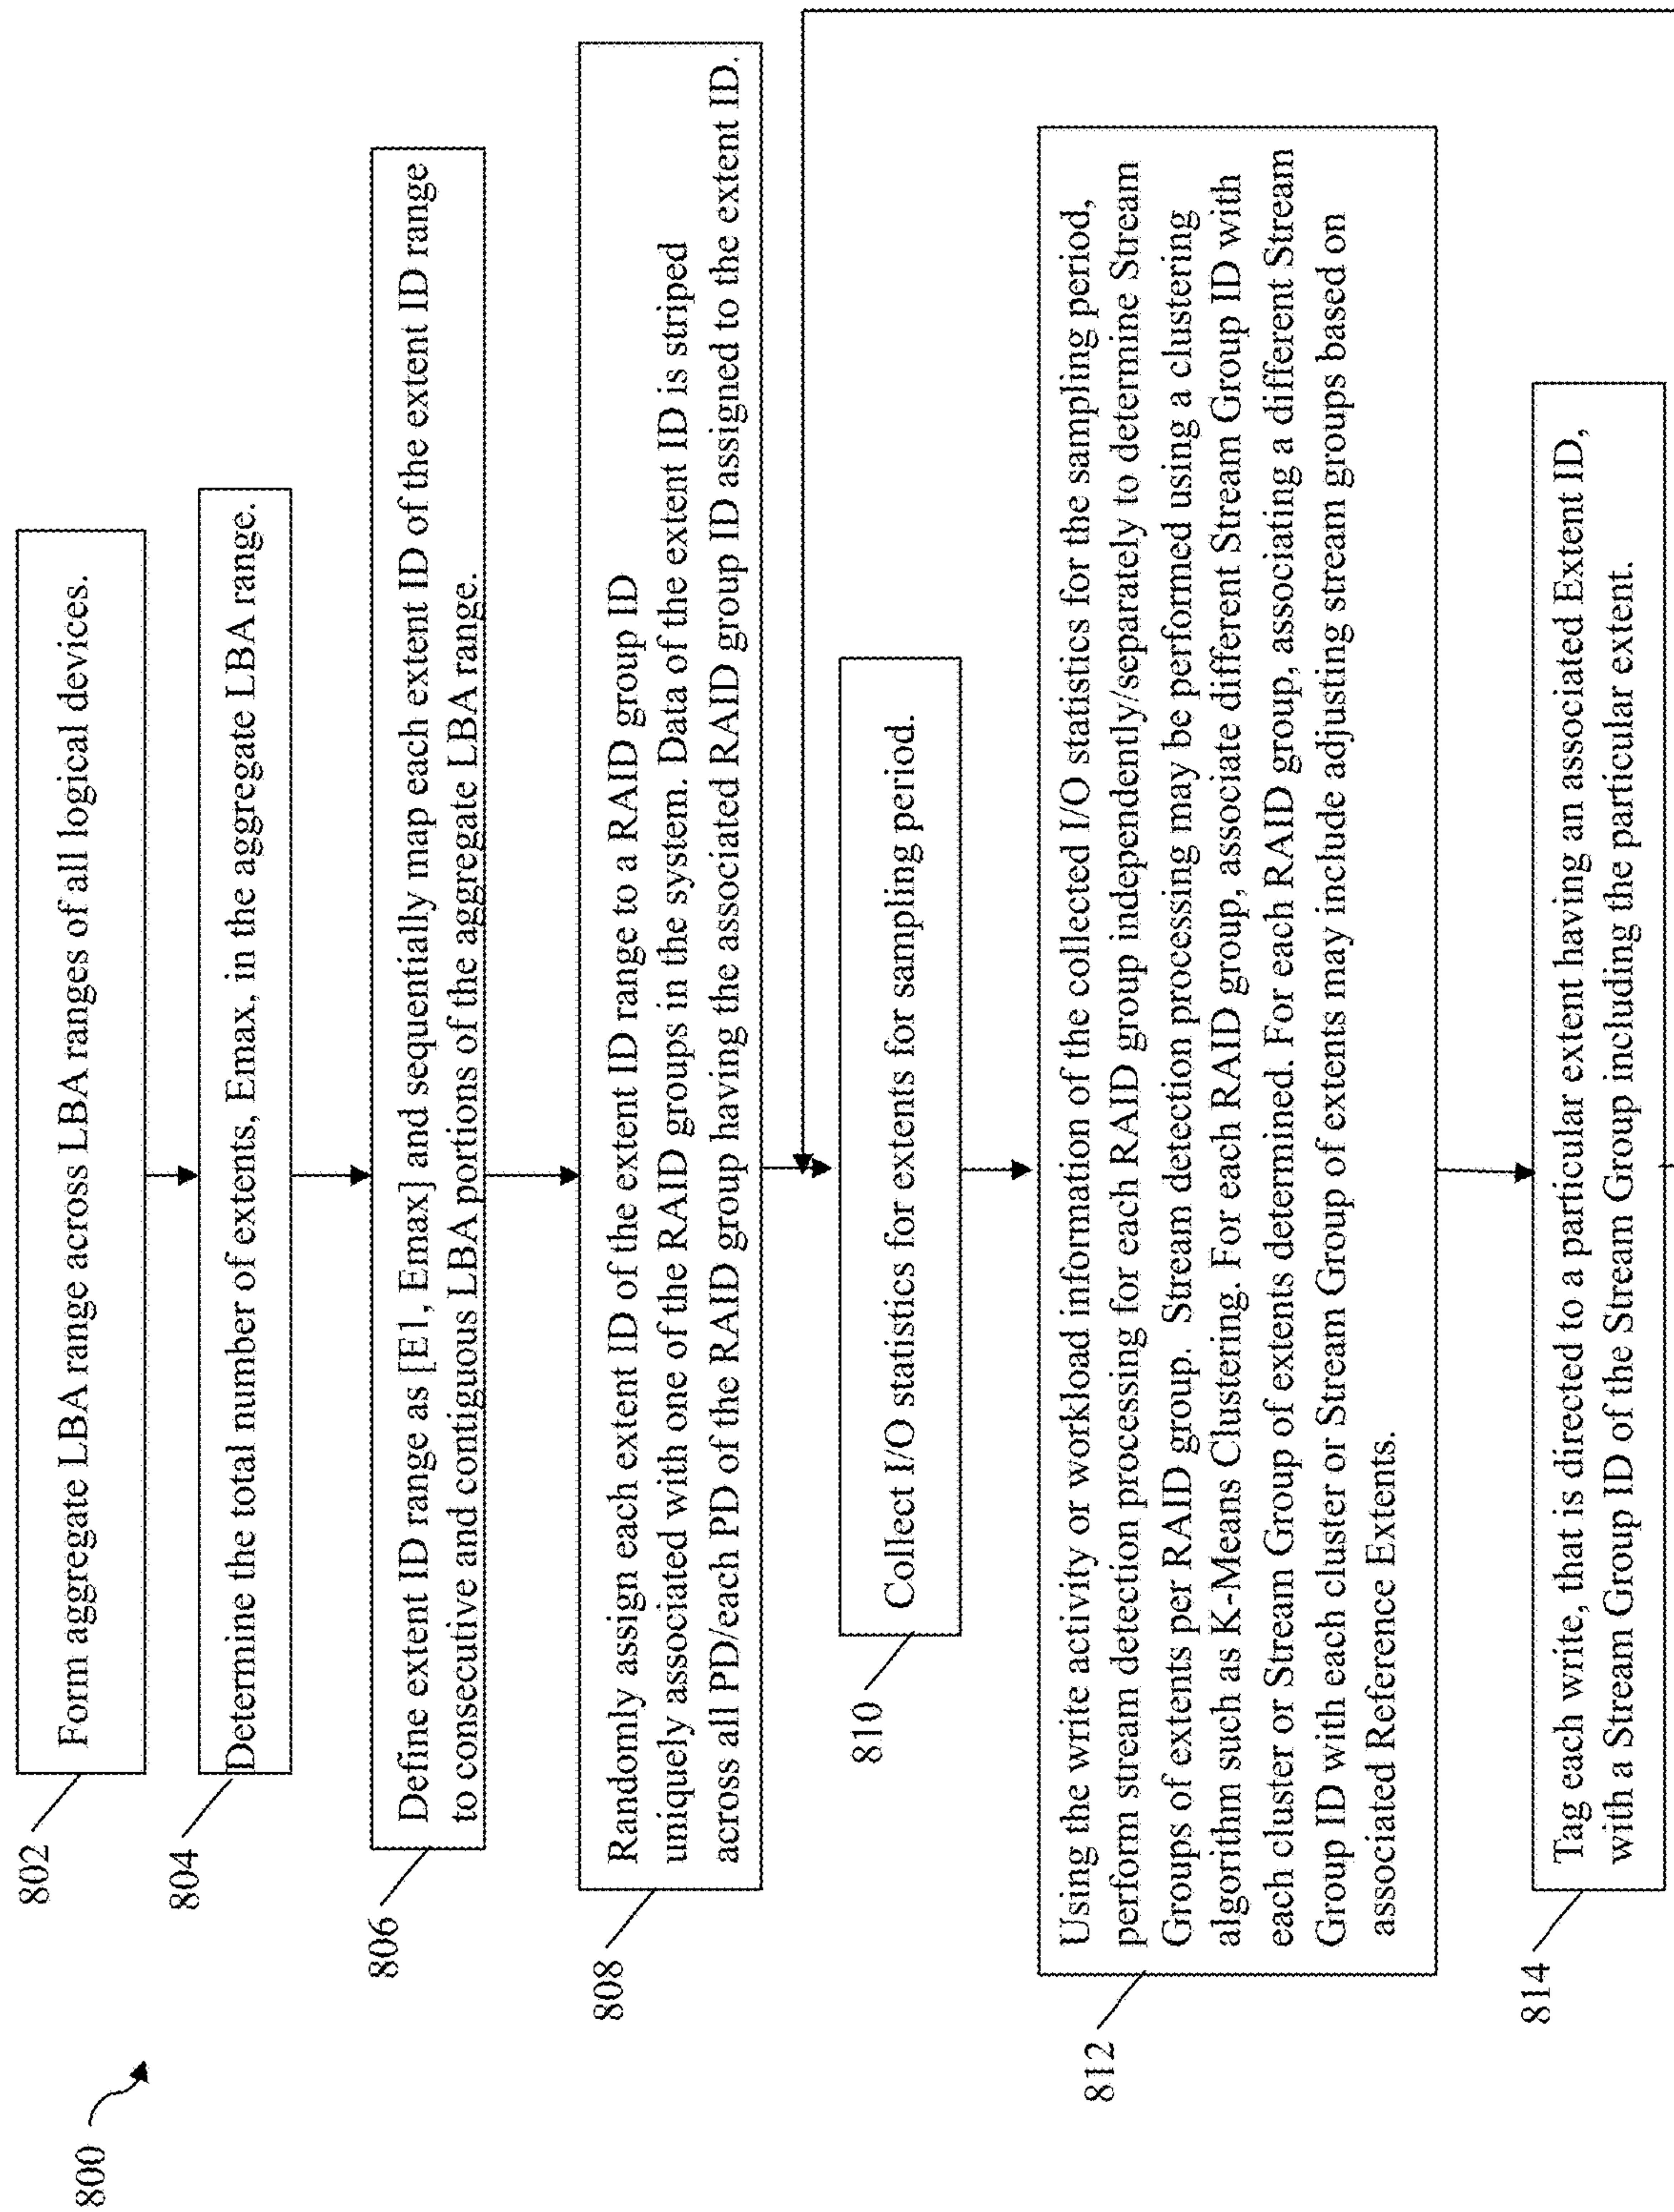 800
802
Form aggregate LBA range across LBA ranges of all logical devices.
804
Determine the total number of extents, Emax, in the aggregate LBA range.
806
Define extent ID range as [E1, Emax] and sequentially map each extent ID of the extent ID range
to consecutive and contiguous LBA portions of the aggregate LBA range.
808
Randomly assign each extent ID of the extent ID range to a RAID group ID
uniquely associated with one of the RAID groups in the system. Data of the extent ID is striped
across all PD/each PD of the RAID group having the associated RAID group ID assigned to the extent ID.
810
Collect I/O statistics for extents for sampling period.
812
Using the write activity or workload information of the collected I/O statistics for the sampling period,
perform stream detection processing for each RAID group independently/separately to determine Stream
Groups of extents per RAID group. Stream detection processing may be performed using a clustering
algorithm such as K-Means Clustering. For each RAID group, associate different Stream Group ID with
each cluster or Stream Group of extents determined. For each RAID group, associating a different Stream
Group ID with each cluster or Stream Group of extents may include adjusting stream groups based on
associated Reference Extents.
814
Tag each write, that is directed to a particular extent having an associated Extent ID,
with a Stream Group ID of the Stream Group including the particular extent.